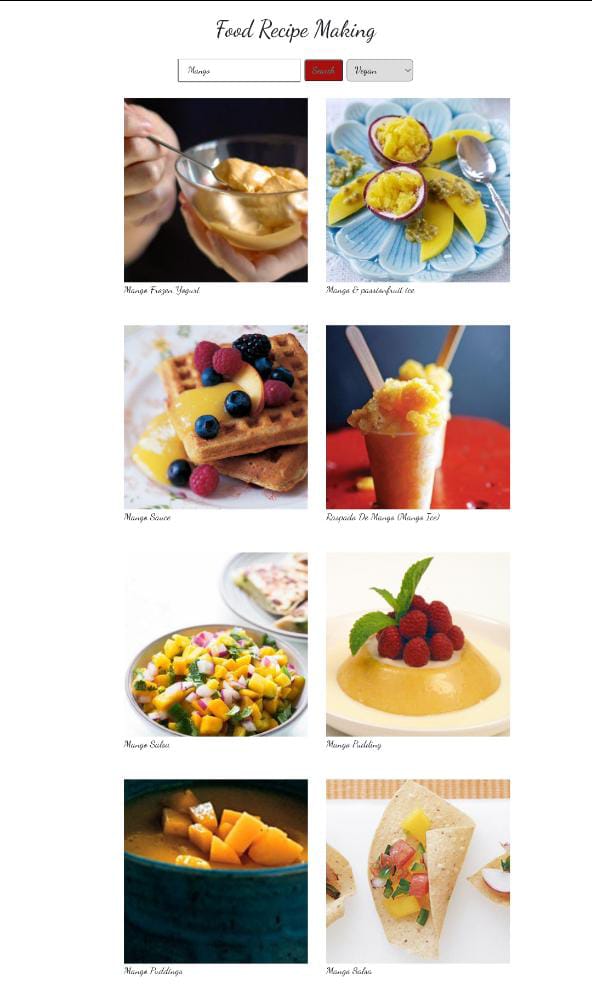 Food Recipe Making
Mango
Search
Vegan
Mango Frozen Yogurt
Mango & passionfruit ice
Mango Sauce
Raspado De Mango (Mango Ice)
Mango Salsa
Mango Pudding
Mango Puddings
Mango Salsa